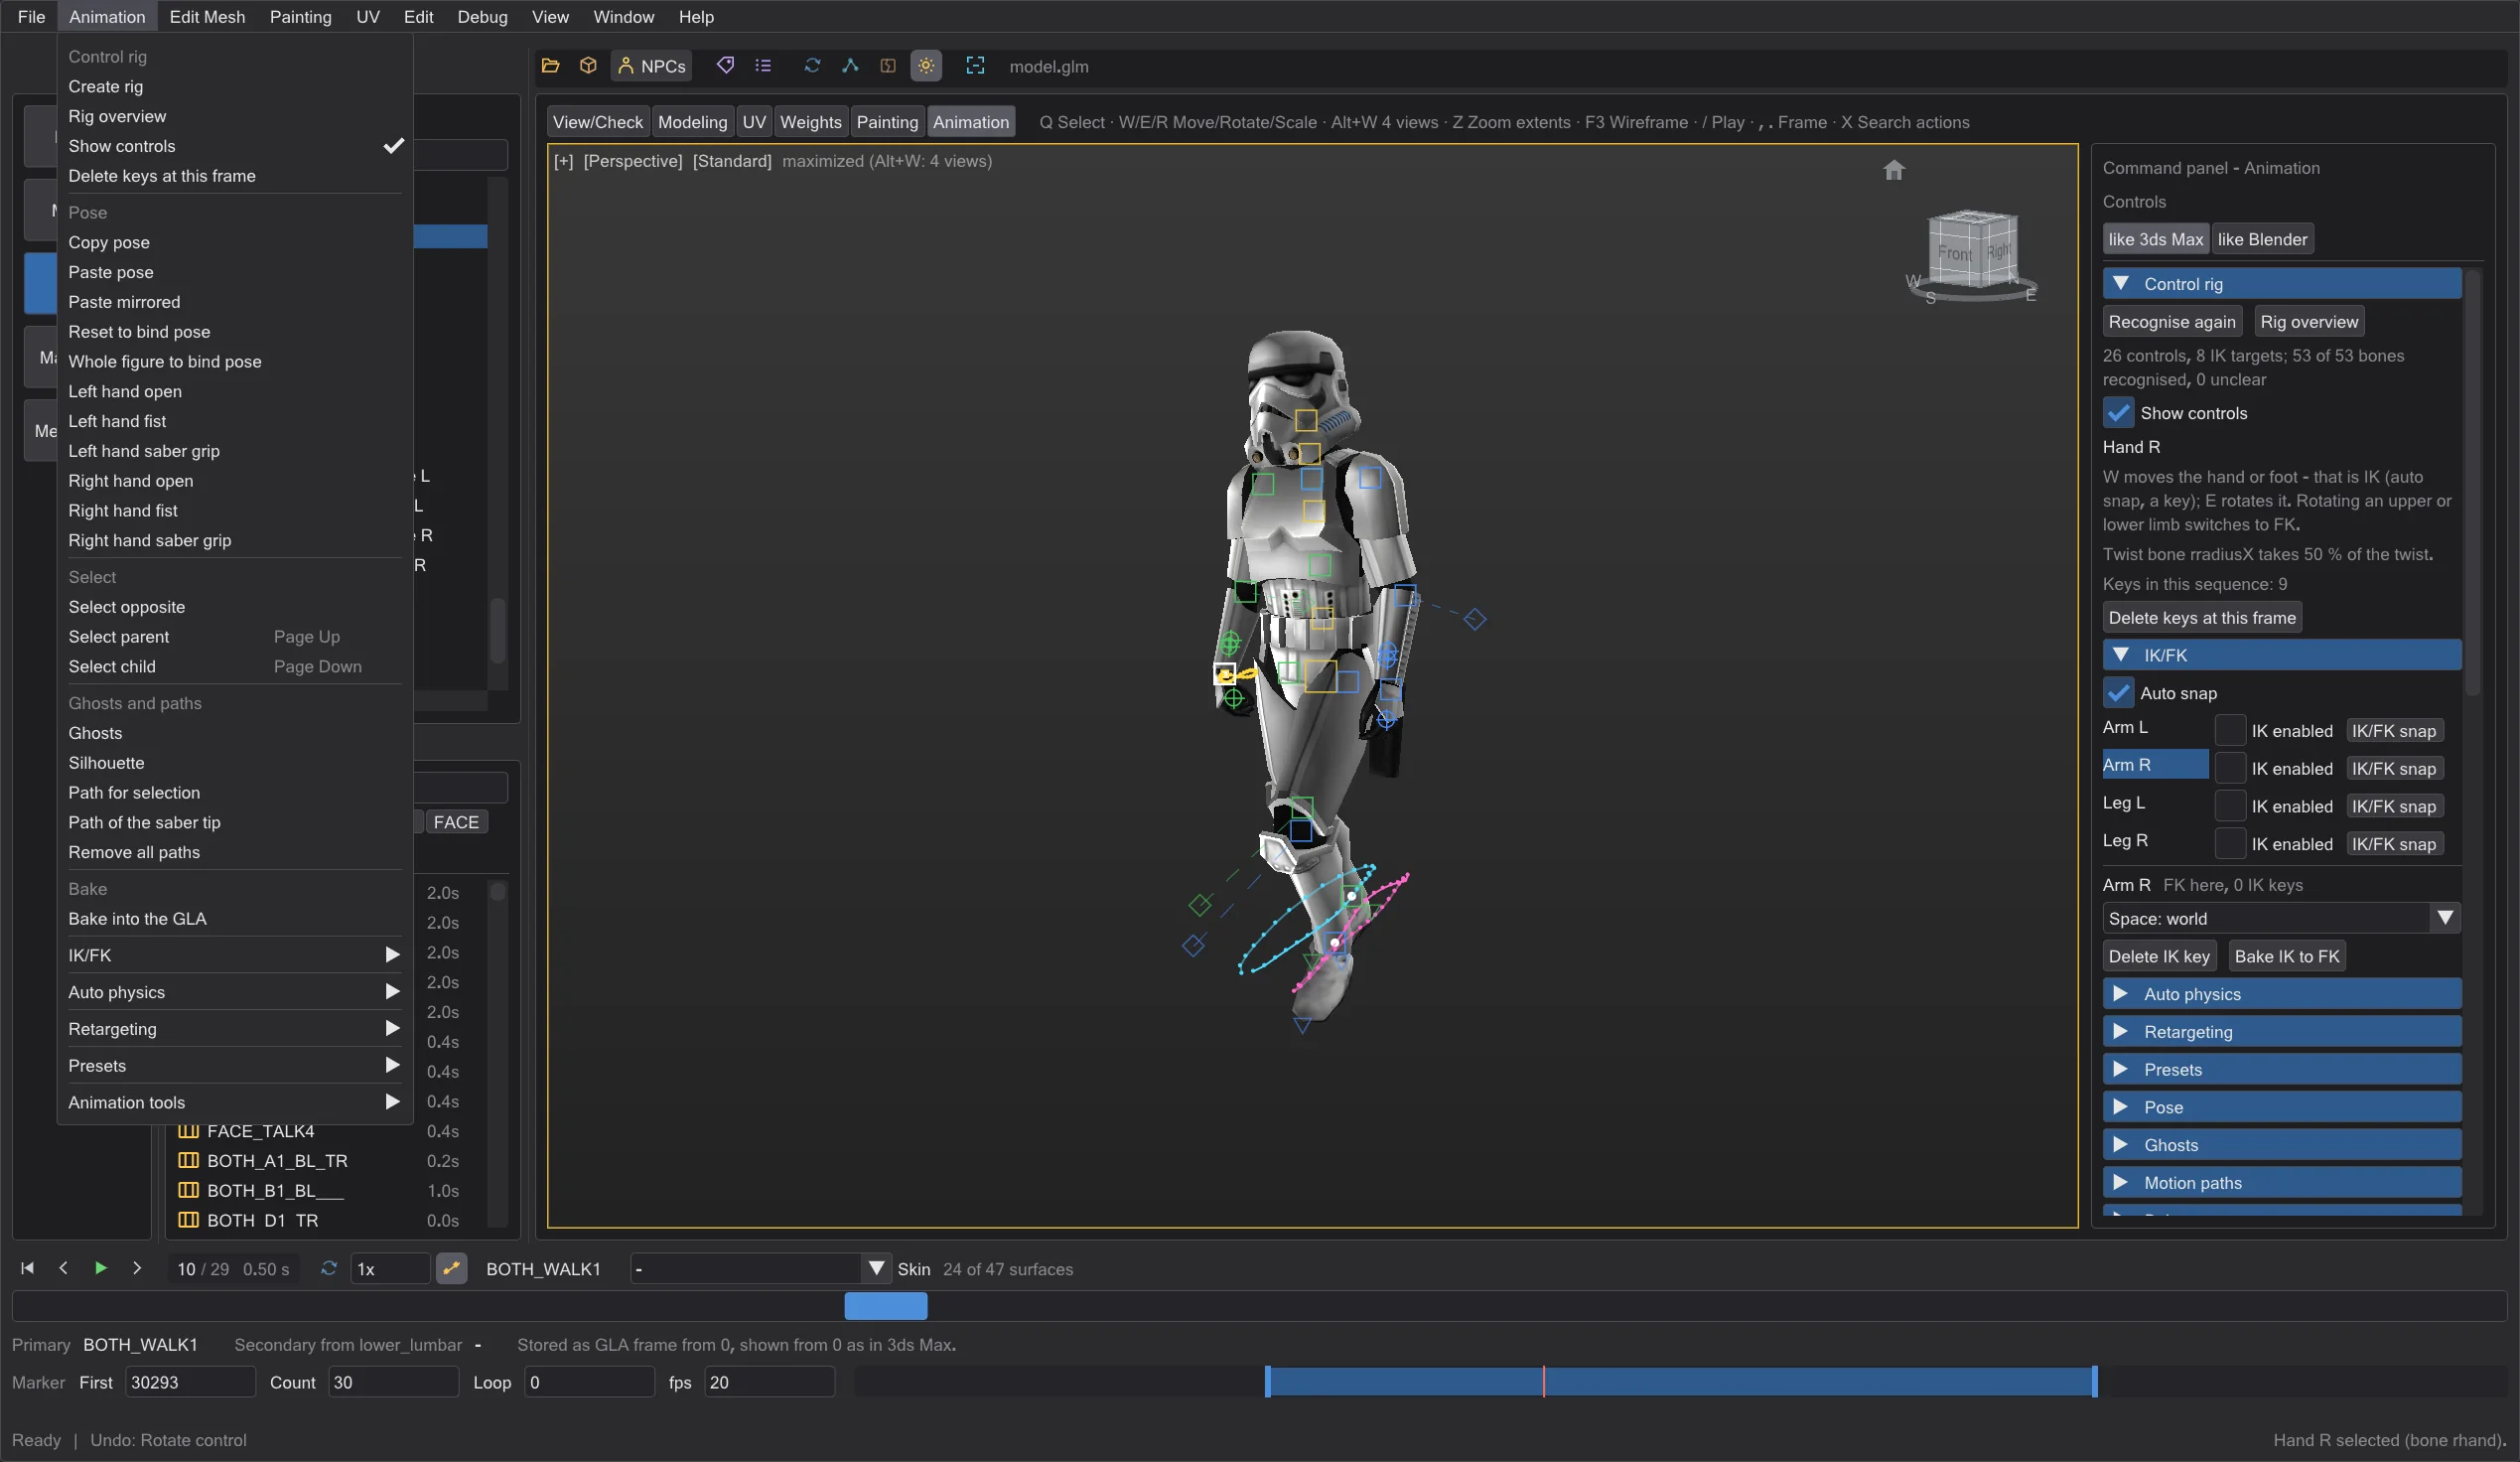 File Animation Edit Mesh Painting UV Edit Debug View Window Help
Control rig
Create rig
Rig overview
Show controls
Delete keys at this frame
Pose
Copy pose
Paste pose
Paste mirrored
Reset to bind pose
Whole figure to bind pose
Left hand open
Left hand fist
Left hand saber grip
Right hand open
Right hand fist
Right hand saber grip
Select
Select opposite
Select parent Page Up
Select child Page Down
Ghosts and paths
Ghosts
Silhouette
Path for selection
Path of the saber tip
Remove all paths
Bake
Bake into the GLA
IK/FK
Auto physics
Retargeting
Presets
Animation tools
Ma
Me
L
L
R
R
FACE
2.0s
2.0s
2.0s
2.0s
2.0s
0.4s
0.4s
0.4s
FACE_TALK4 0.4s
BOTH_A1_BL_TR 0.2s
BOTH_B1_BL___ 1.0s
BOTH_D1_TR 0.0s
NPCs model.glm
View/Check Modeling UV Weights Painting Animation Q Select · W/E/R Move/Rotate/Scale · Alt+W 4 views · Z Zoom extents · F3 Wireframe · / Play · , . Frame · X Search actions
[+] [Perspective] [Standard] maximized (Alt+W: 4 views)
Front Right
W S N E
Command panel - Animation
Controls
like 3ds Max like Blender
Control rig
Recognise again Rig overview
26 controls, 8 IK targets; 53 of 53 bones
recognised, 0 unclear
Show controls
Hand R
W moves the hand or foot - that is IK (auto
snap, a key); E rotates it. Rotating an upper or
lower limb switches to FK.
Twist bone rradiusX takes 50 % of the twist.
Keys in this sequence: 9
Delete keys at this frame
IK/FK
Auto snap
Arm L IK enabled IK/FK snap
Arm R IK enabled IK/FK snap
Leg L IK enabled IK/FK snap
Leg R IK enabled IK/FK snap
Arm R FK here, 0 IK keys
Space: world
Delete IK key Bake IK to FK
Auto physics
Retargeting
Presets
Pose
Ghosts
Motion paths
10 / 29 0.50 s 1x BOTH_WALK1 - Skin 24 of 47 surfaces
Primary BOTH_WALK1 Secondary from lower_lumbar - Stored as GLA frame from 0, shown from 0 as in 3ds Max.
Marker First 30293 Count 30 Loop 0 fps 20
Ready | Undo: Rotate control Hand R selected (bone rhand).